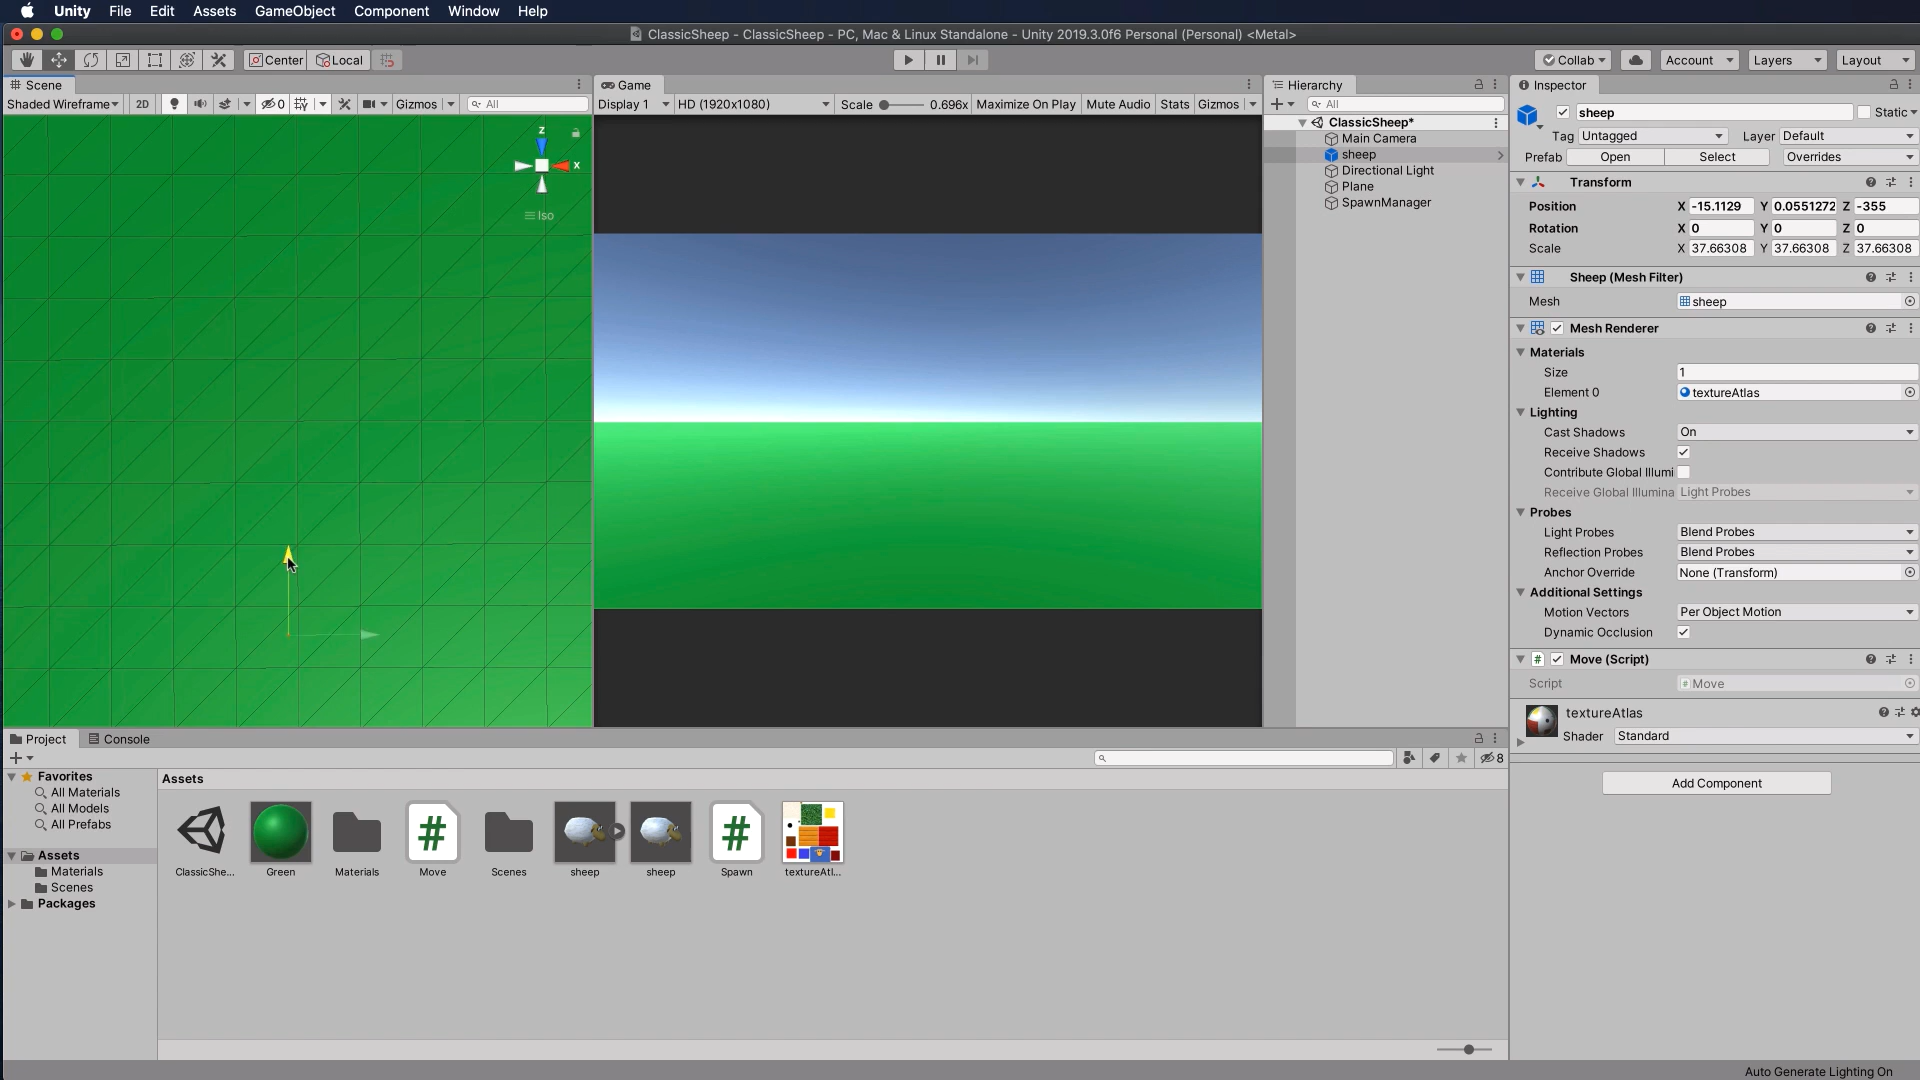 Unity File Edit Assets GameObject Component Window Help
ClassicSheep - ClassicSheep - PC, Mac & Linux Standalone - Unity 2019.3.0f6 Personal (Personal) <Metal>
Center Local Collab Account Layers Layout
Scene
Shaded Wireframe 2D 0 Gizmos All
z
x
Iso
Game
Display 1 HD (1920x1080) Scale 0.696x Maximize On Play Mute Audio Stats Gizmos
Hierarchy
All
ClassicSheep*
Main Camera
sheep
Directional Light
Plane
SpawnManager
Inspector
sheep Static
Tag Untagged Layer Default
Prefab Open Select Overrides
Transform
Position X -15.1129 Y 0.0551272 Z -355
Rotation X 0 Y 0 Z 0
Scale X 37.66308 Y 37.66308 Z 37.66308
Sheep (Mesh Filter)
Mesh sheep
Mesh Renderer
Materials
Size 1
Element 0 textureAtlas
Lighting
Cast Shadows On
Receive Shadows
Contribute Global Illumi
Receive Global Illumina Light Probes
Probes
Light Probes Blend Probes
Reflection Probes Blend Probes
Anchor Override None (Transform)
Additional Settings
Motion Vectors Per Object Motion
Dynamic Occlusion
# Move (Script)
Script Move
textureAtlas
Shader Standard
Add Component
Project Console
8
Favorites
All Materials
All Models
All Prefabs
Assets
Materials
Scenes
Packages
Assets
# #
ClassicShe... Green Materials Move Scenes sheep sheep Spawn textureAtl...
Auto Generate Lighting On